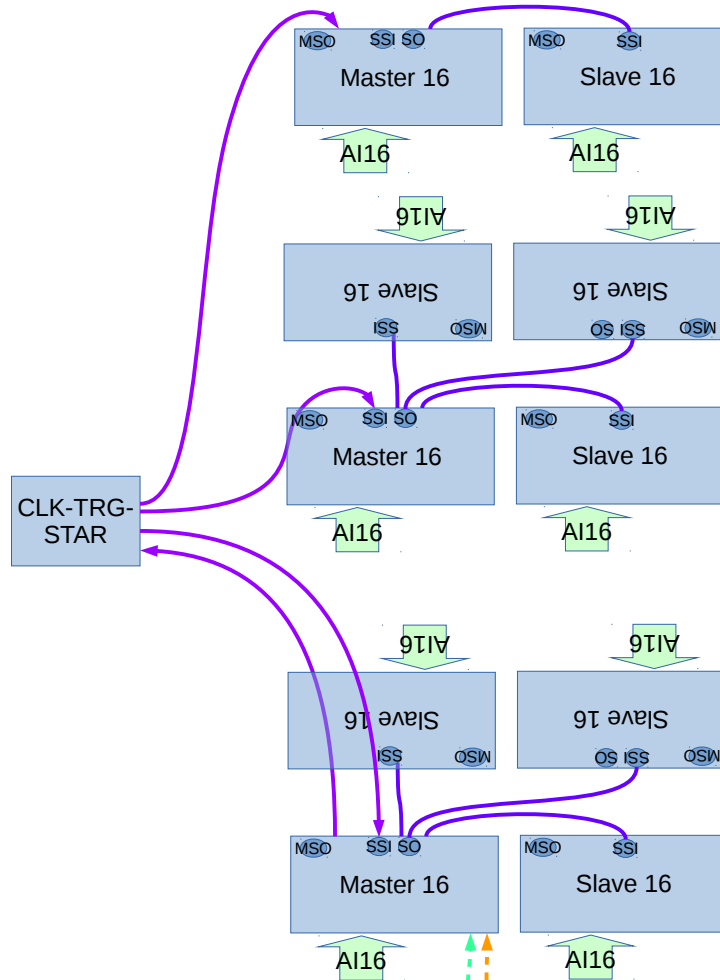 MSO SSI SO
Master 16
AI16
MSO SSI
Slave 16
AI16
AI16
Slave 16
SSI MSO
AI16
Slave 16
SO SSI MSO
MSO SSI SO
Master 16
AI16
MSO SSI
Slave 16
AI16
CLK-TRG-
STAR
AI16
Slave 16
SSI MSO
AI16
Slave 16
SO SSI MSO
MSO SSI SO
Master 16
AI16
MSO SSI
Slave 16
AI16